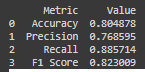 Metric Value
0 Accuracy 0.804878
1 Precision 0.768595
2 Recall 0.885714
3 F1 Score 0.823009